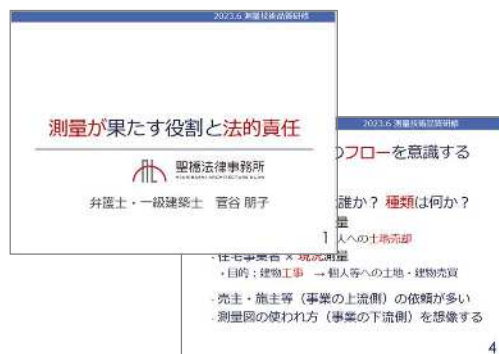 2023.6 測量技術品質研修
測量が果たす役割と法的責任
聖橋法律事務所
HIJIRIBASHI ARCHITECTURE & LAW
弁護士・一級建築士 菅谷 朋子
1
2023.6 測量技術品質研修
フローを意識する
誰か？ 種類は何か？
量
人への土地売却
・住宅事業者 × 現況測量
・目的：建物工事 → 個人等への土地・建物売買
・売主・施主等（事業の上流側）の依頼が多い
・測量図の使われ方（事業の下流側）を想像する
4